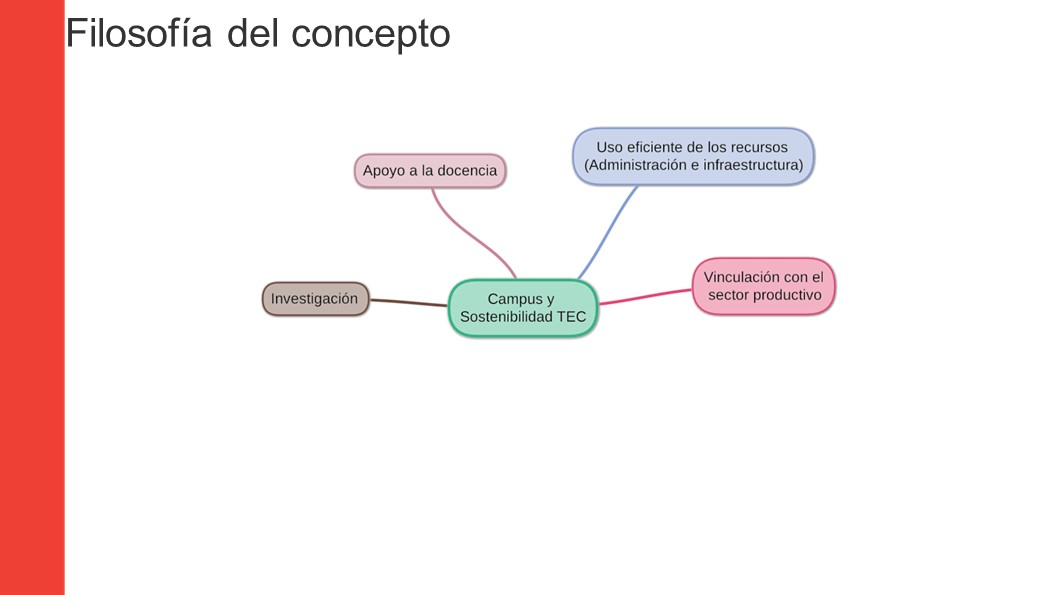 Filosofía del concepto
Uso eficiente de los recursos
(Administración e infraestructura)
Apoyo a la docencia
Vinculación con el
sector productivo
Investigación
Campus y
Sostenibilidad TEC